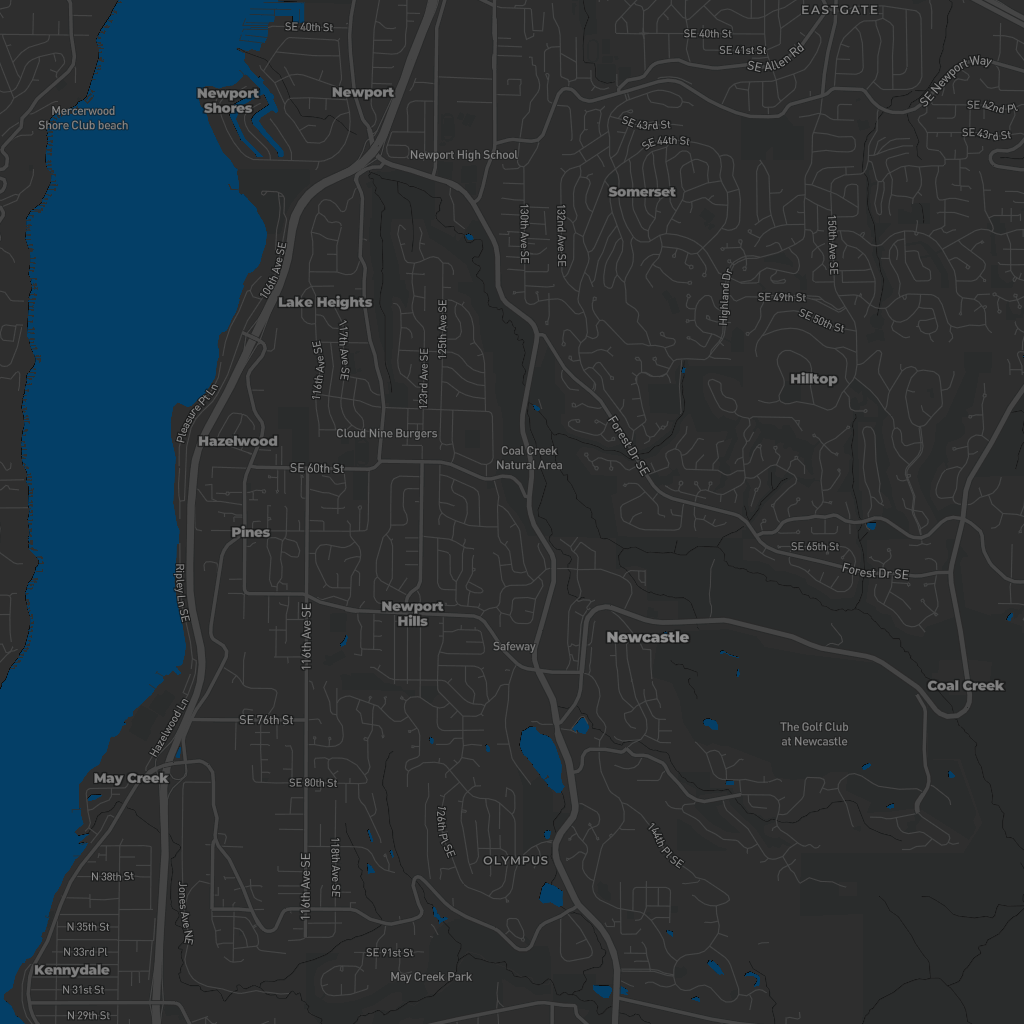 EASTGATE
SE 40th St
SE 40th St
SE 41st St
SE Allen Rd
SE Newport Way
Newport
Shores
Newport
SE 42nd Pl
Mercerwood
Shore Club beach
SE 43rd St
SE 44th St
SE 43rd St
Newport High School
Somerset
130th Ave SE
132nd Ave SE
150th Ave SE
106th Ave SE
Highland Dr
Lake Heights
SE 49th St
SE 50th St
125th Ave SE
117th Ave SE
116th Ave SE
123rd Ave SE
Hilltop
Pleasure Pt Ln
Hazelwood
Cloud Nine Burgers
Forest Dr SE
Coal Creek
Natural Area
SE 60th St
Pines
SE 65th St
Forest Dr SE
Ripley Ln SE
Newport
Hills
116th Ave SE
Newcastle
Safeway
Coal Creek
Hazelwood Ln
SE 76th St
The Golf Club
at Newcastle
May Creek
SE 80th St
126th Pl SE
144th Pl SE
OLYMPUS
118th Ave SE
116th Ave SE
N 38th St
Jones Ave NE
N 35th St
N 33rd Pl
SE 91st St
Kennydale
May Creek Park
N 31st St
N 29th St